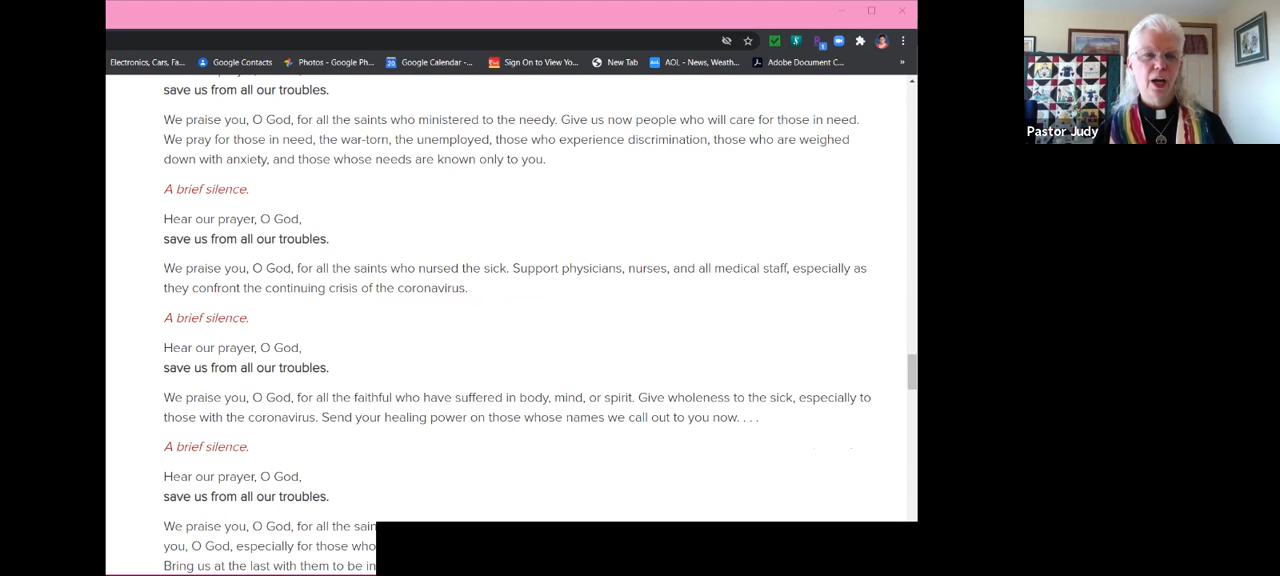 Electronics, Cars, Fa... Google Contacts Photos - Google Ph... Google Calendar -... Sign On to View Yo... New Tab AOL - News, Weath... Adobe Document C... »
save us from all our troubles.
Pastor Judy
We praise you, O God, for all the saints who ministered to the needy. Give us now people who will care for those in need.
We pray for those in need, the war-torn, the unemployed, those who experience discrimination, those who are weighed
down with anxiety, and those whose needs are known only to you.
A brief silence.
Hear our prayer, O God,
save us from all our troubles.
We praise you, O God, for all the saints who nursed the sick. Support physicians, nurses, and all medical staff, especially as
they confront the continuing crisis of the coronavirus.
A brief silence.
Hear our prayer, O God,
save us from all our troubles.
We praise you, O God, for all the faithful who have suffered in body, mind, or spirit. Give wholeness to the sick, especially to
those with the coronavirus. Send your healing power on those whose names we call out to you now. . . .
A brief silence.
Hear our prayer, O God,
save us from all our troubles.
We praise you, O God, for all the sain
you, O God, especially for those who
Bring us at the last with them to be in